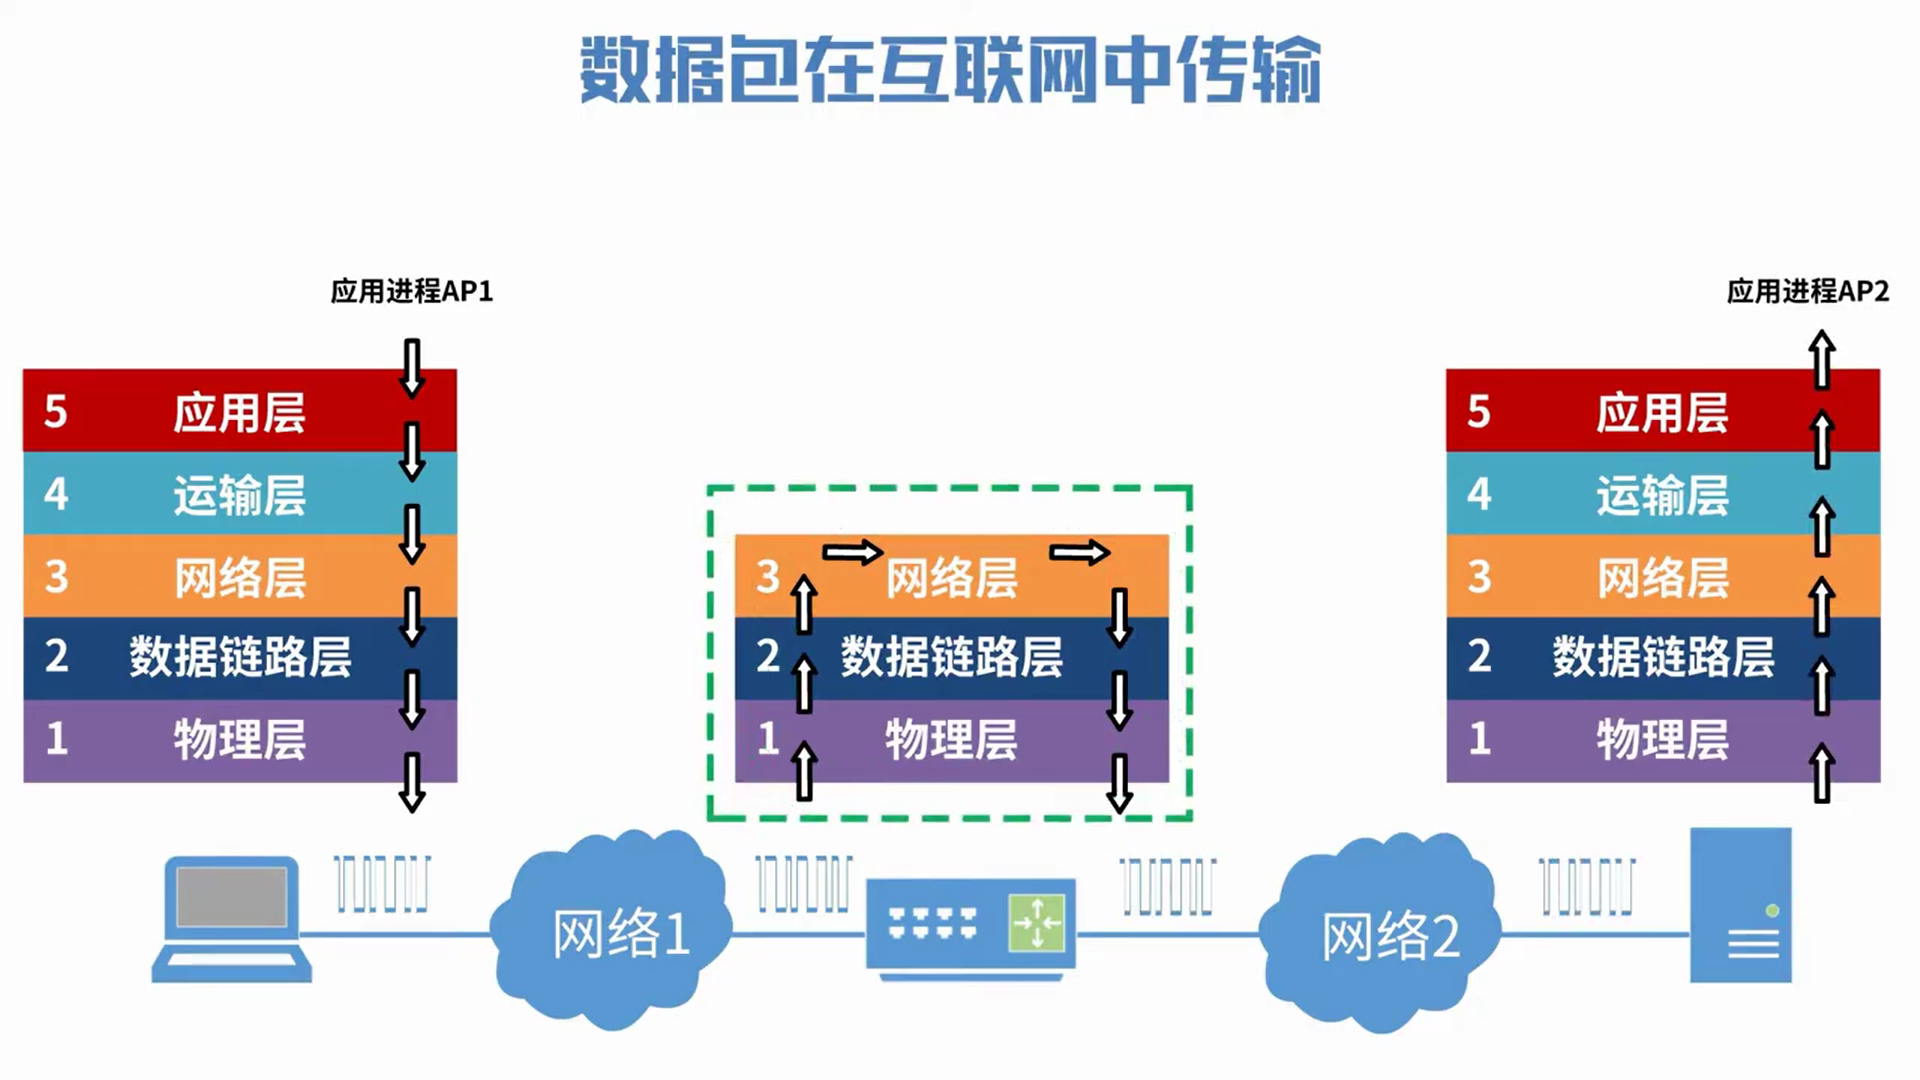 数据包在互联网中传输
应用进程AP1
应用进程AP2
5 应用层
4 运输层
3 网络层
2 数据链路层
1 物理层
3 网络层
2 数据链路层
1 物理层
5 应用层
4 运输层
3 网络层
2 数据链路层
1 物理层
网络1
网络2